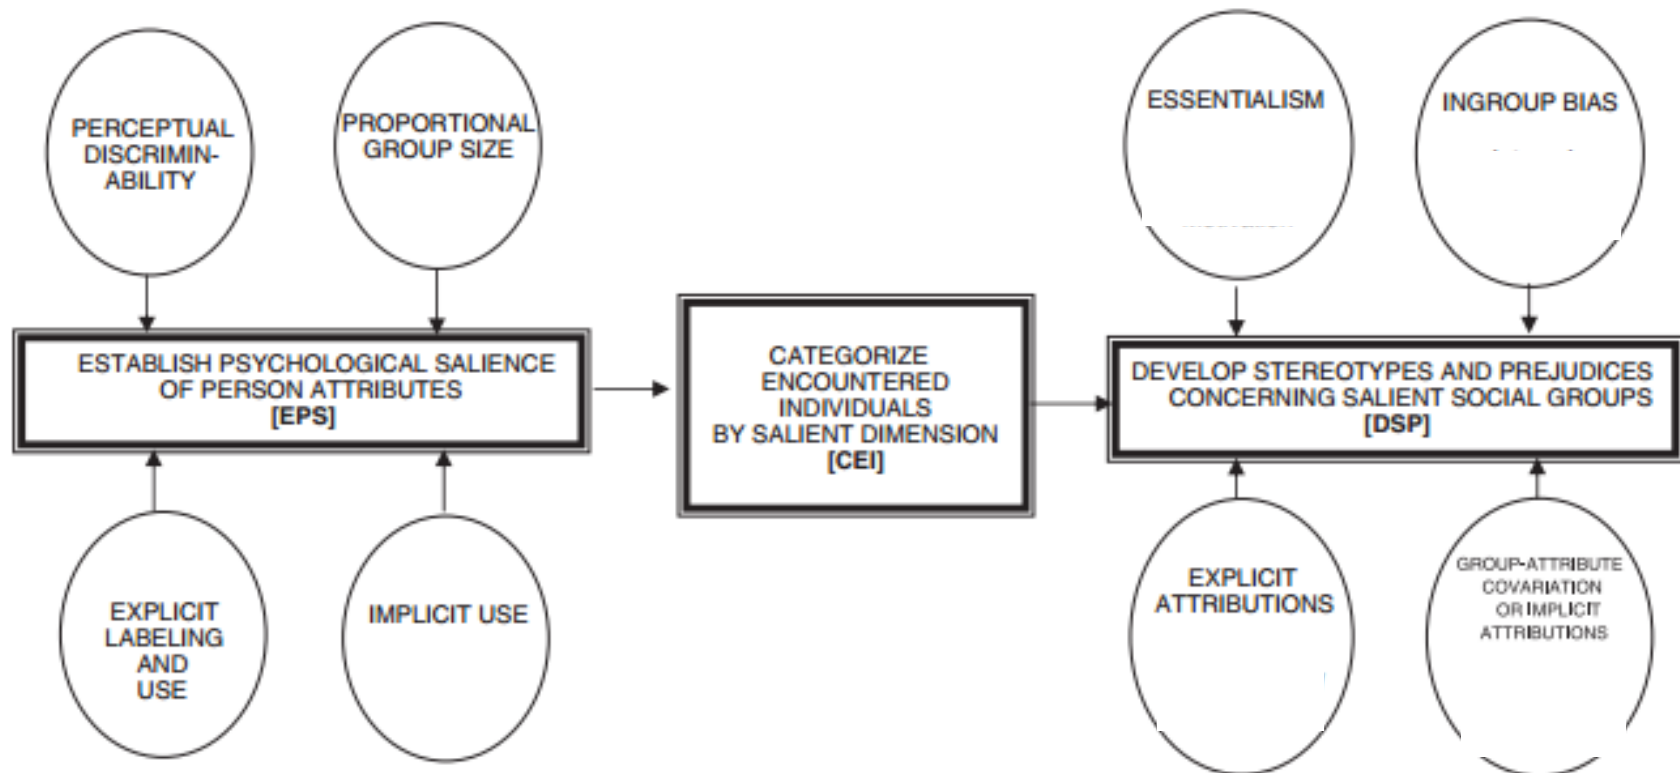 PERCEPTUAL
DISCRIMIN-
ABILITY
PROPORTIONAL
GROUP SIZE
ESSENTIALISM
INGROUP BIAS
ESTABLISH PSYCHOLOGICAL SALIENCE
OF PERSON ATTRIBUTES
[EPS]
CATEGORIZE
ENCOUNTERED
INDIVIDUALS
BY SALIENT DIMENSION
[CEI]
DEVELOP STEREOTYPES AND PREJUDICES
CONCERNING SALIENT SOCIAL GROUPS
[DSP]
EXPLICIT
LABELING
AND
USE
IMPLICIT USE
EXPLICIT
ATTRIBUTIONS
GROUP-ATTRIBUTE
COVARIATION
OR IMPLICIT
ATTRIBUTIONS